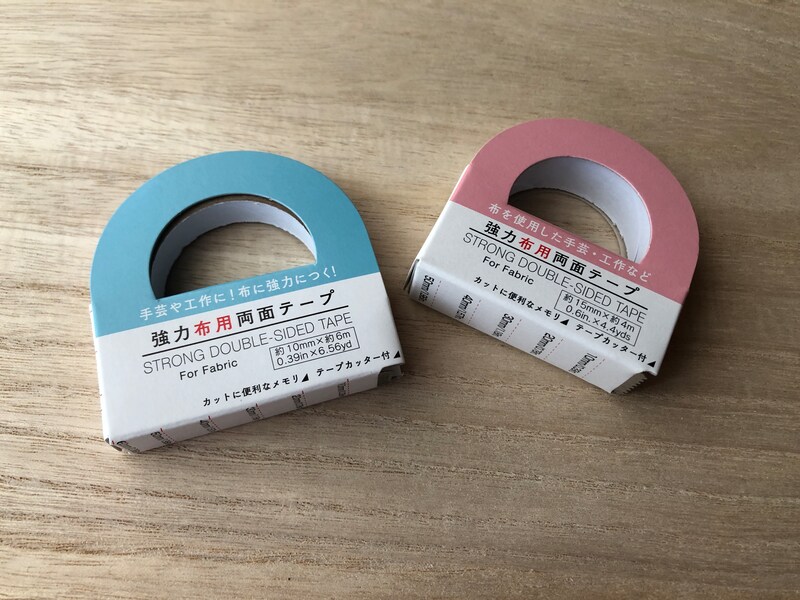 手芸や工作に!布に強力につく!
強力布用両面テープ
STRONG DOUBLE-SIDED TAPE
For Fabric
約10mm×約6m
0.39in×6.56yd
カットに便利なメモリ◢ テープカッター付◢
布を使用した手芸・工作など
強力布用両面テープ
STRONG DOUBLE-SIDED TAPE
For Fabric
約15mm×約4m
0.6in.×4.4yds
カットに便利なメモリ◢ テープカッター付◢
50mm
40mm
30mm
10mm